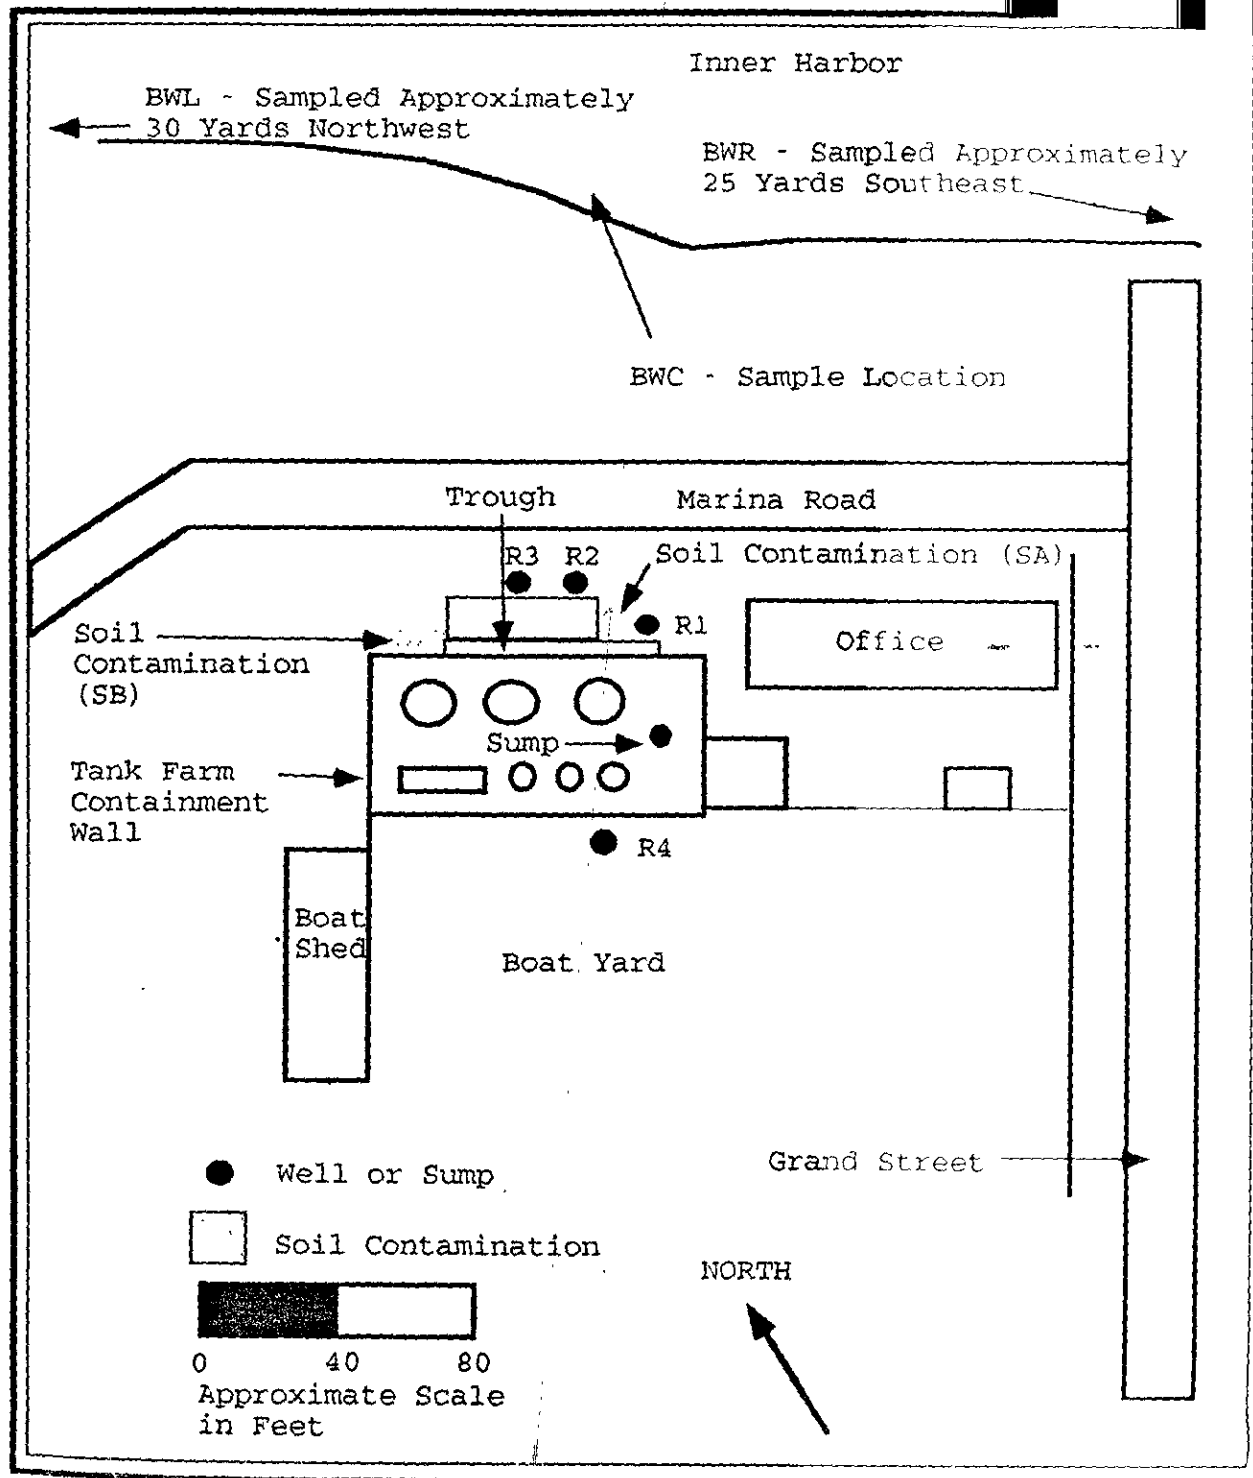 Inner Harbor
BWL - Sampled Approximately
30 Yards Northwest
BWR - Sampled Approximately
25 Yards Southeast
BWC - Sample Location
Trough
Marina Road
R3 R2
Soil Contamination (SA)
R1
Office
Soil
Contamination
(SB)
Sump
Tank Farm
Containment
Wall
R4
Boat
Shed
Boat Yard
Well or Sump
Grand Street
Soil Contamination
NORTH
0 40 80
Approximate Scale
in Feet